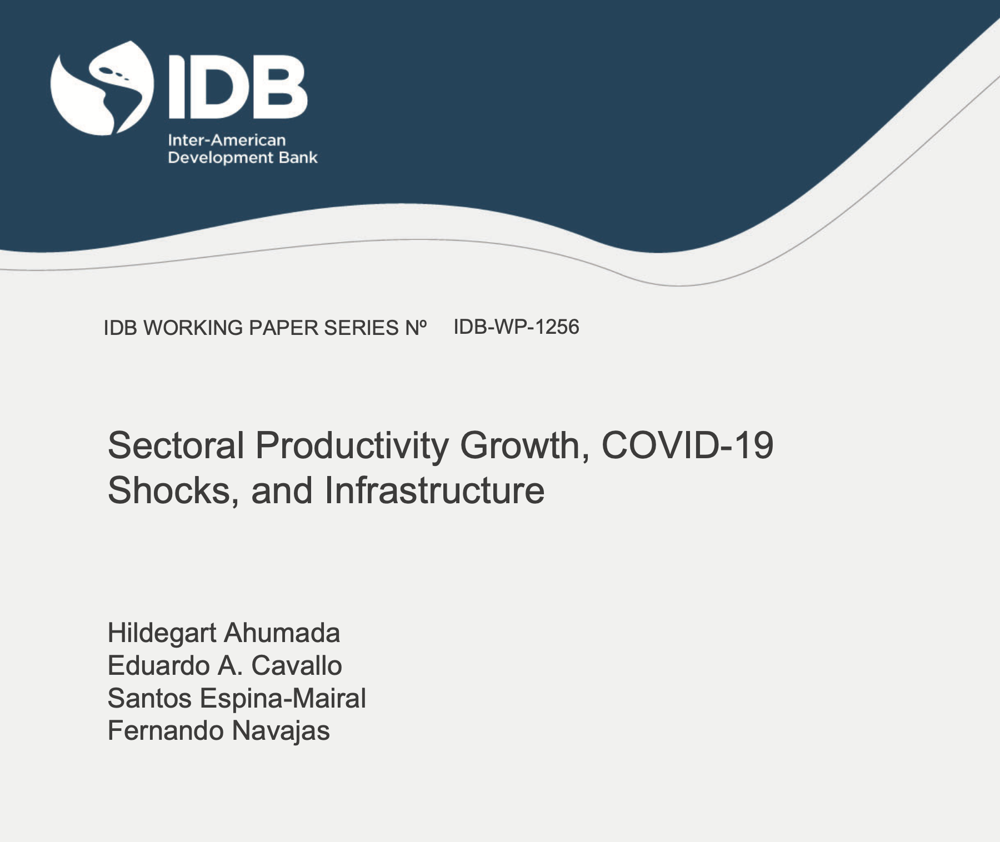 IDB
Inter-American
Development Bank
IDB WORKING PAPER SERIES Nº IDB-WP-1256
Sectoral Productivity Growth, COVID-19
Shocks, and Infrastructure
Hildegart Ahumada
Eduardo A. Cavallo
Santos Espina-Mairal
Fernando Navajas